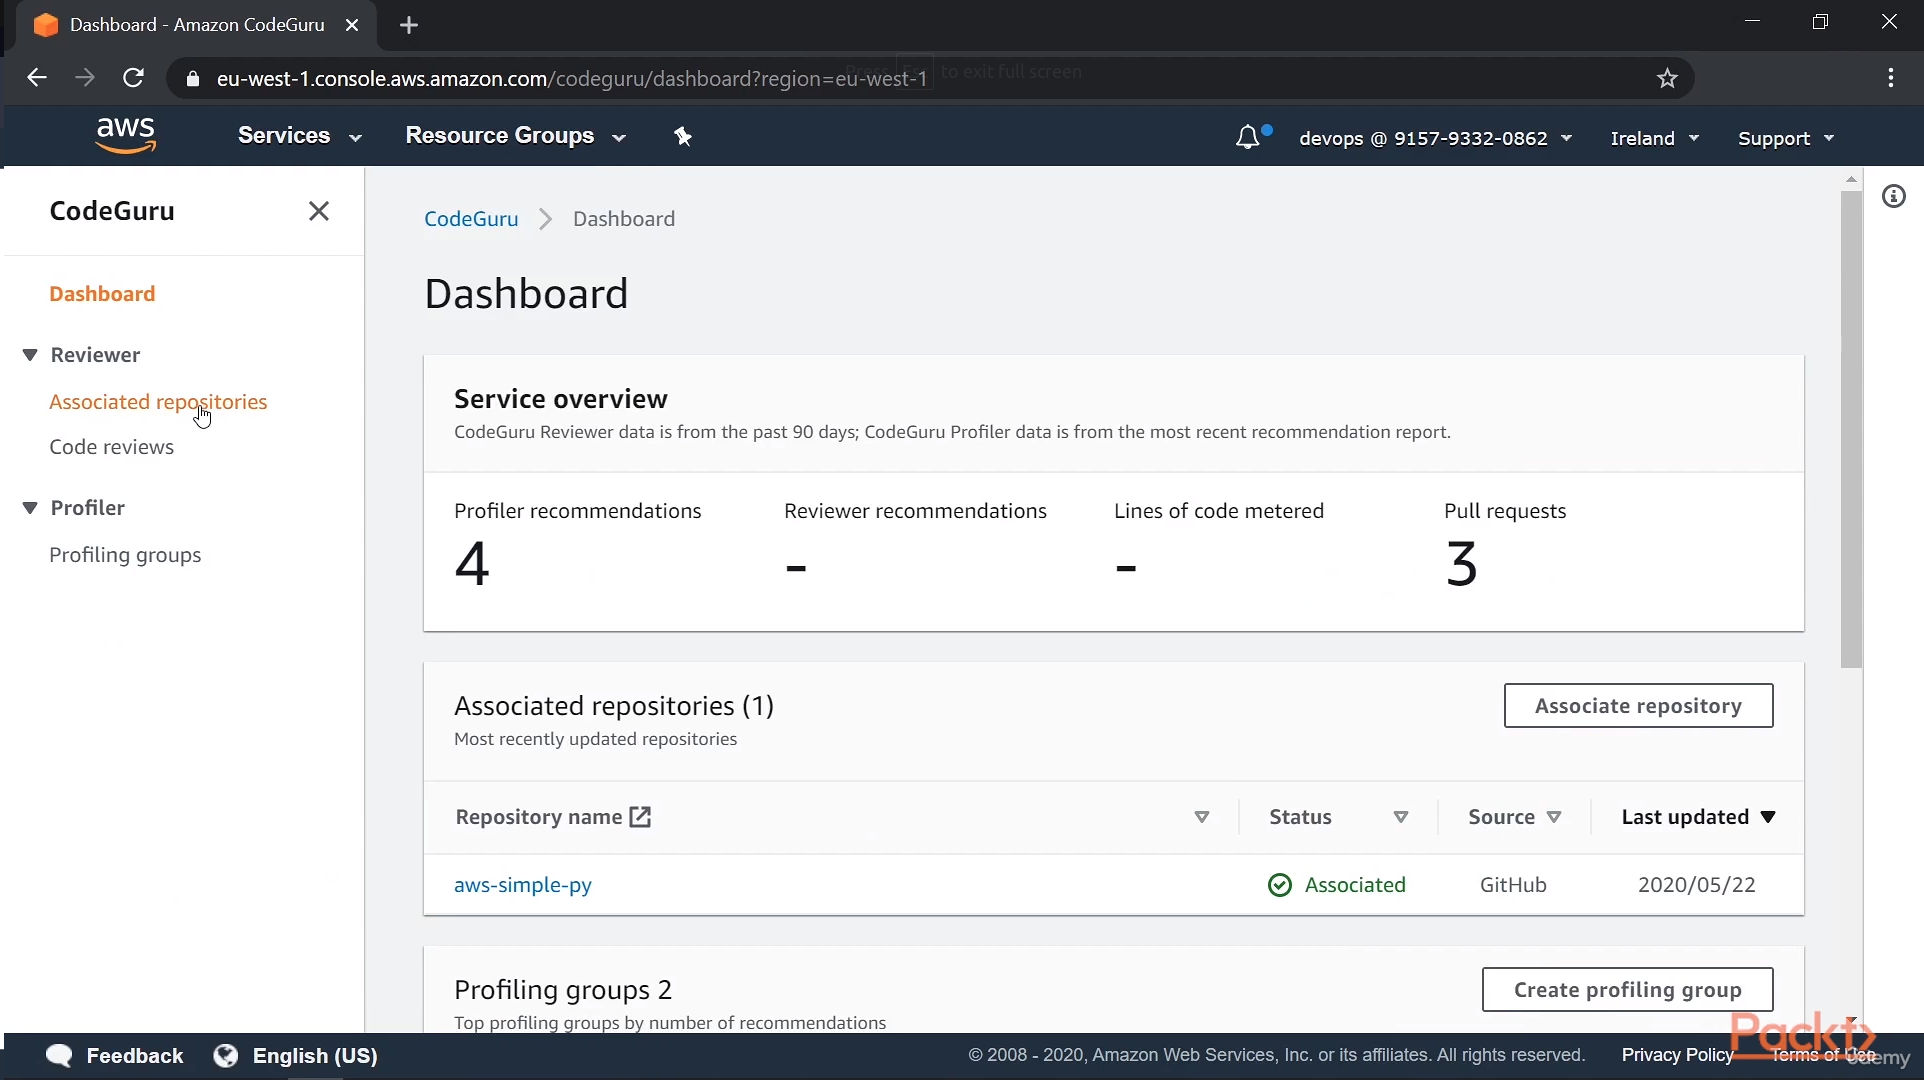 Dashboard - Amazon CodeGuru
eu-west-1.console.aws.amazon.com/codeguru/dashboard?region=eu-west-1
Press Esc to exit full screen
aws
Services
Resource Groups
devops @ 9157-9332-0862
Ireland
Support
CodeGuru
Dashboard
Reviewer
Associated repositories
Code reviews
Profiler
Profiling groups
CodeGuru
Dashboard
Dashboard
Service overview
CodeGuru Reviewer data is from the past 90 days; CodeGuru Profiler data is from the most recent recommendation report.
Profiler recommendations
4
Reviewer recommendations
-
Lines of code metered
-
Pull requests
3
Associated repositories (1)
Most recently updated repositories
Associate repository
Repository name
Status
Source
Last updated
aws-simple-py
Associated
GitHub
2020/05/22
Profiling groups 2
Top profiling groups by number of recommendations
Create profiling group
Feedback
English (US)
© 2008 - 2020, Amazon Web Services, Inc. or its affiliates. All rights reserved.
Privacy Policy
Terms of Use
Packt>
udemy